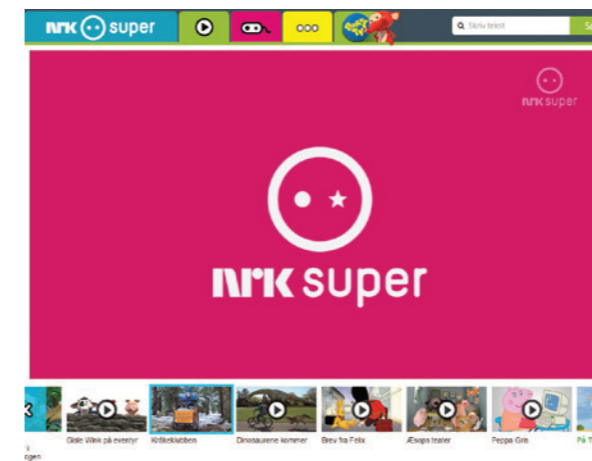 NRK super
Skriv tekst
NRK super
NRK super
Gisle Wink på eventyr
Kråkeklubben
Dinosaurene kommer
Brev fra Felix
Æsops teater
Peppa Gris
På